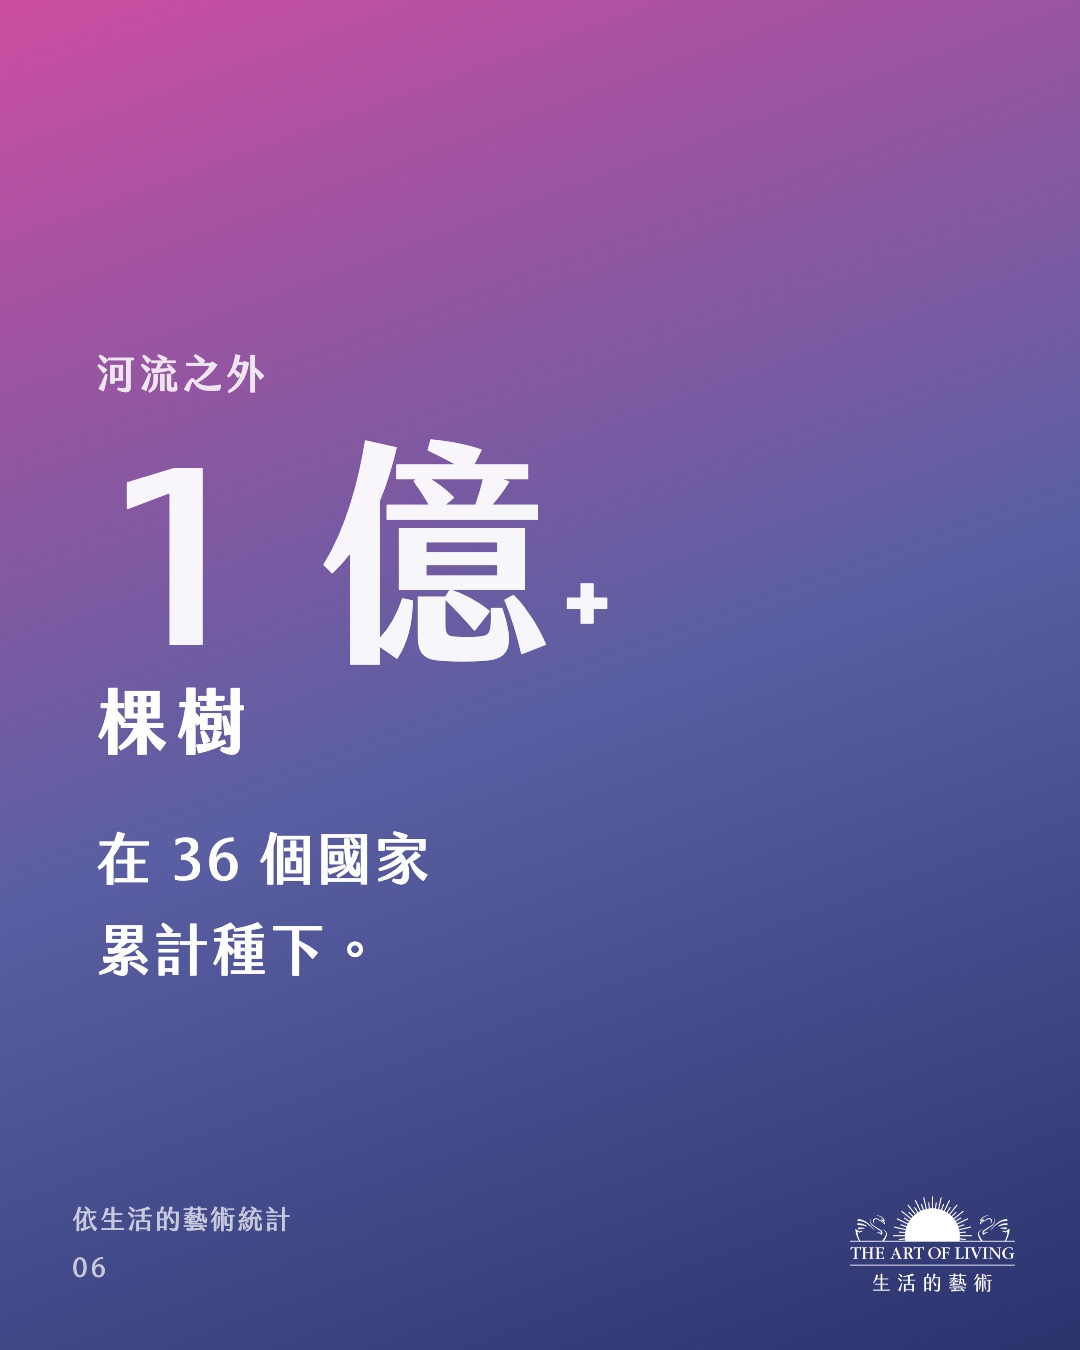 河流之外
1 億+
棵樹
在 36 個國家
累計種下。
依生活的藝術統計
06
THE ART OF LIVING
生活的藝術